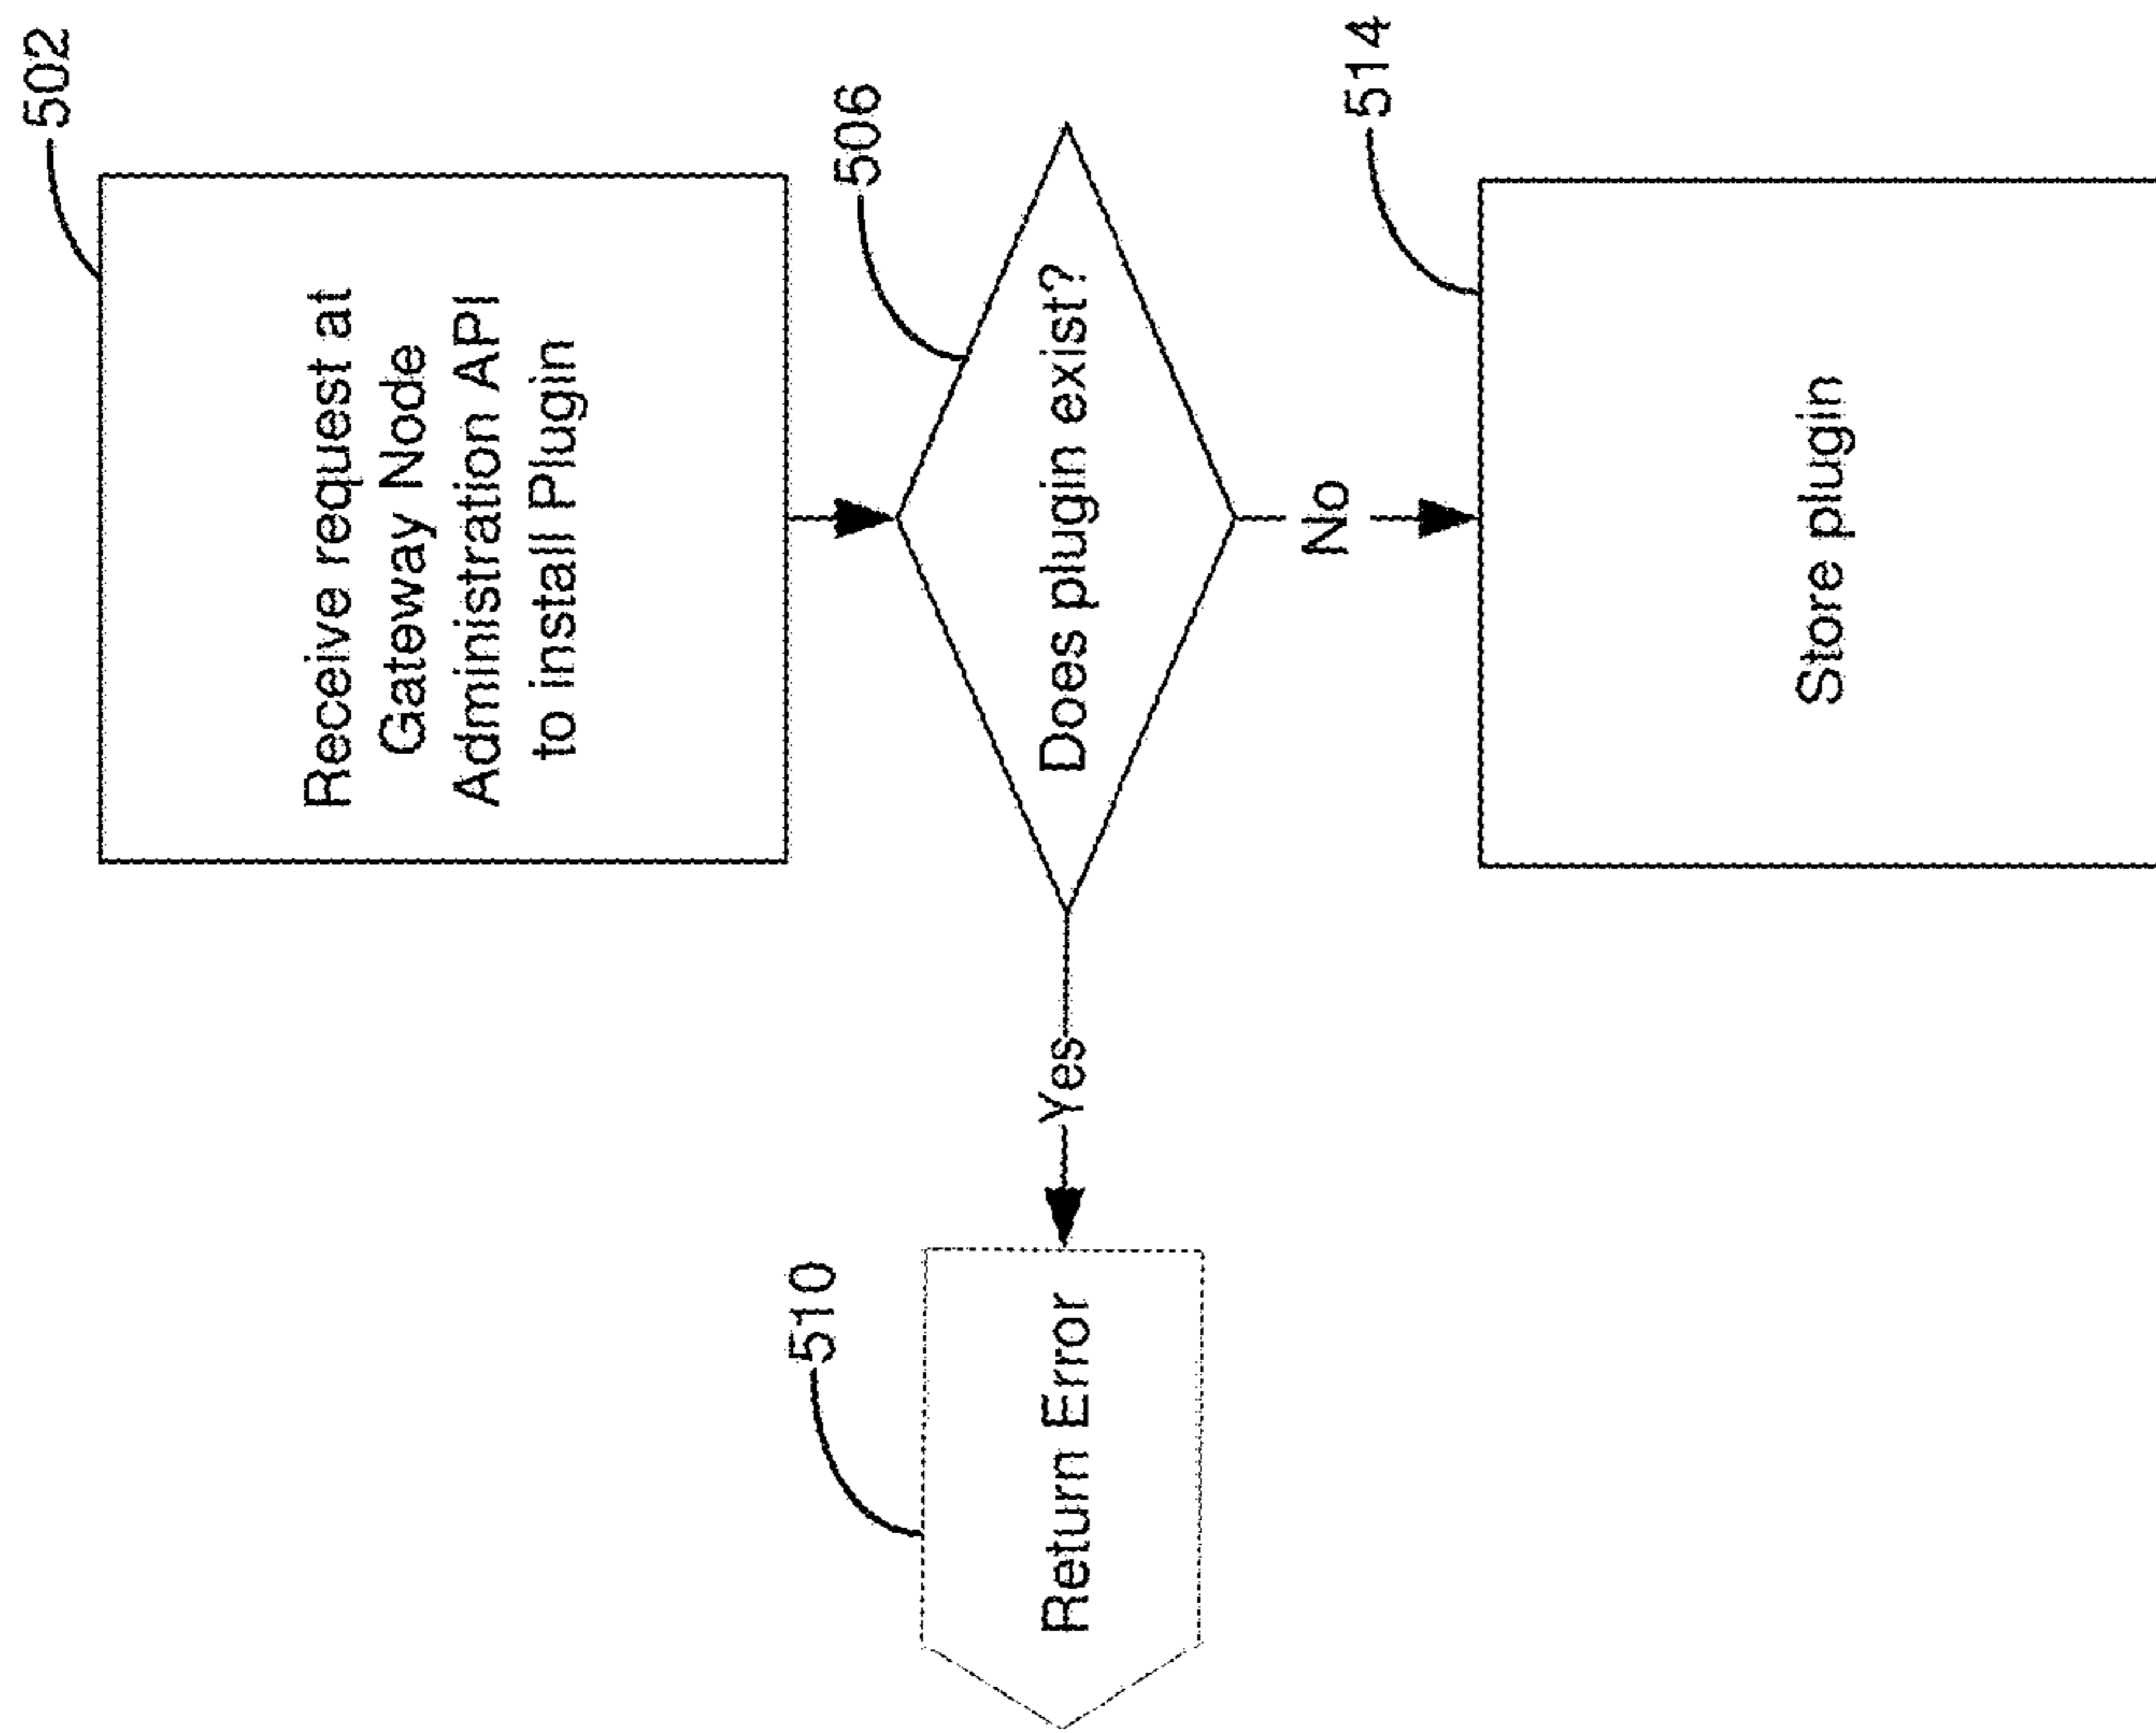 502
Receive request at
Gateway Node
Administration API
to install Plugin
506
Does plugin exist?
Yes
510
Return Error
No
514
Store plugin